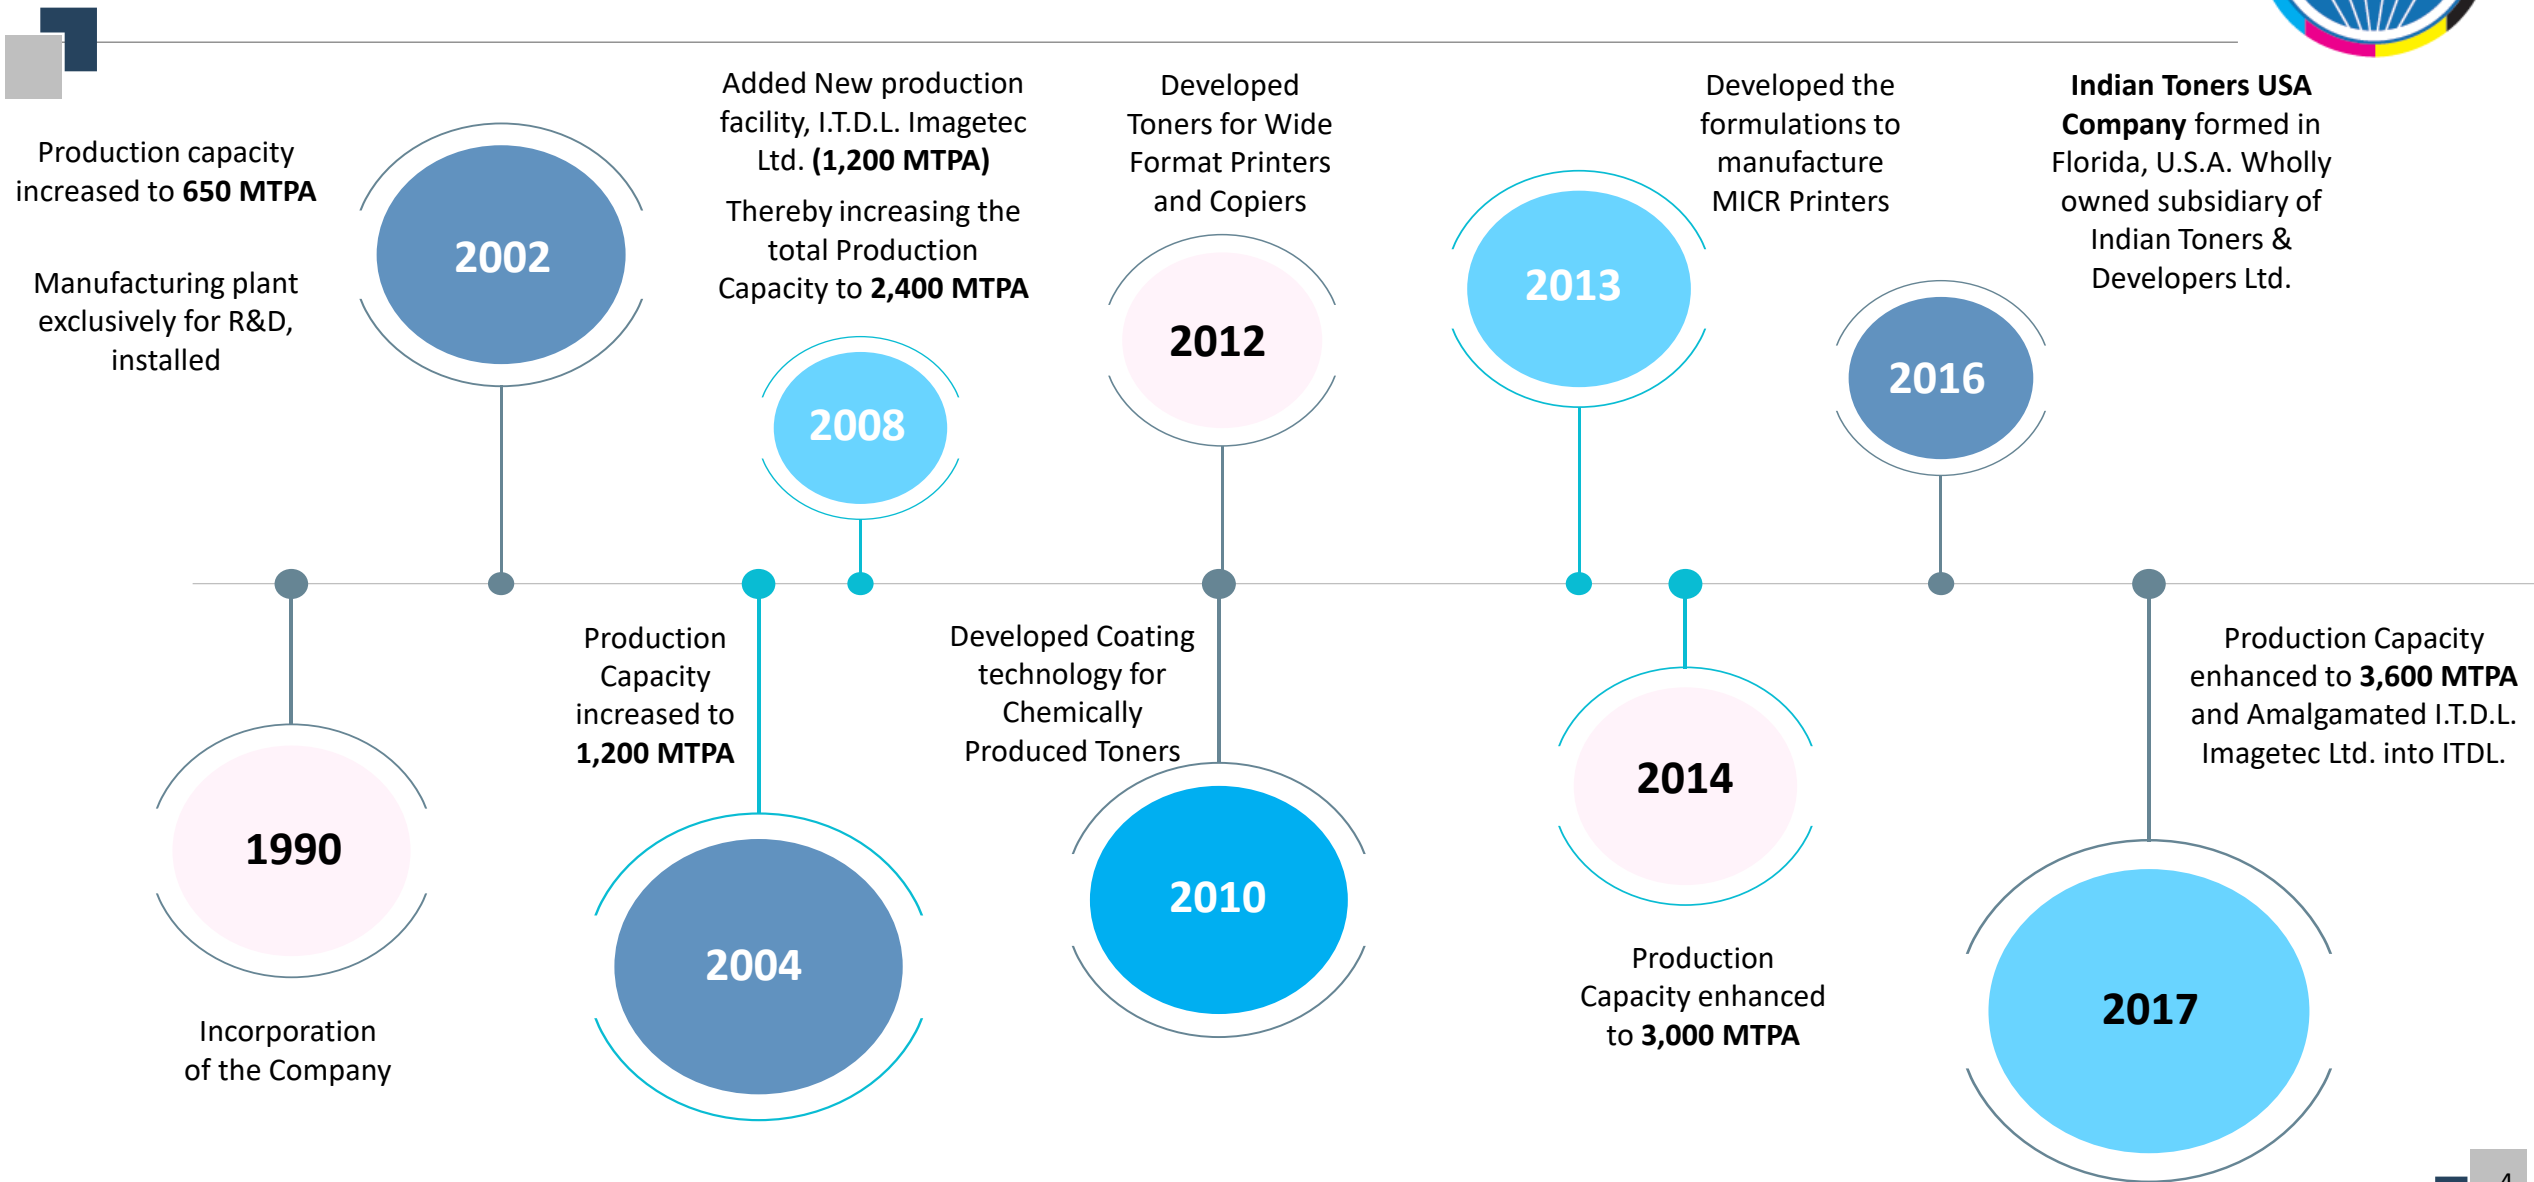 Production capacity
increased to 650 MTPA
Manufacturing plant
exclusively for R&D,
installed
2002
Added New production
facility, I.T.D.L. Imagetec
Ltd. (1,200 MTPA)
Thereby increasing the
total Production
Capacity to 2,400 MTPA
2008
Developed
Toners for Wide
Format Printers
and Copiers
2012
2013
Developed the
formulations to
manufacture
MICR Printers
2016
Indian Toners USA
Company formed in
Florida, U.S.A. Wholly
owned subsidiary of
Indian Toners &
Developers Ltd.
1990
Incorporation
of the Company
Production
Capacity
increased to
1,200 MTPA
2004
Developed Coating
technology for
Chemically
Produced Toners
2010
2014
Production
Capacity enhanced
to 3,000 MTPA
Production Capacity
enhanced to 3,600 MTPA
and Amalgamated I.T.D.L.
Imagetec Ltd. into ITDL.
2017